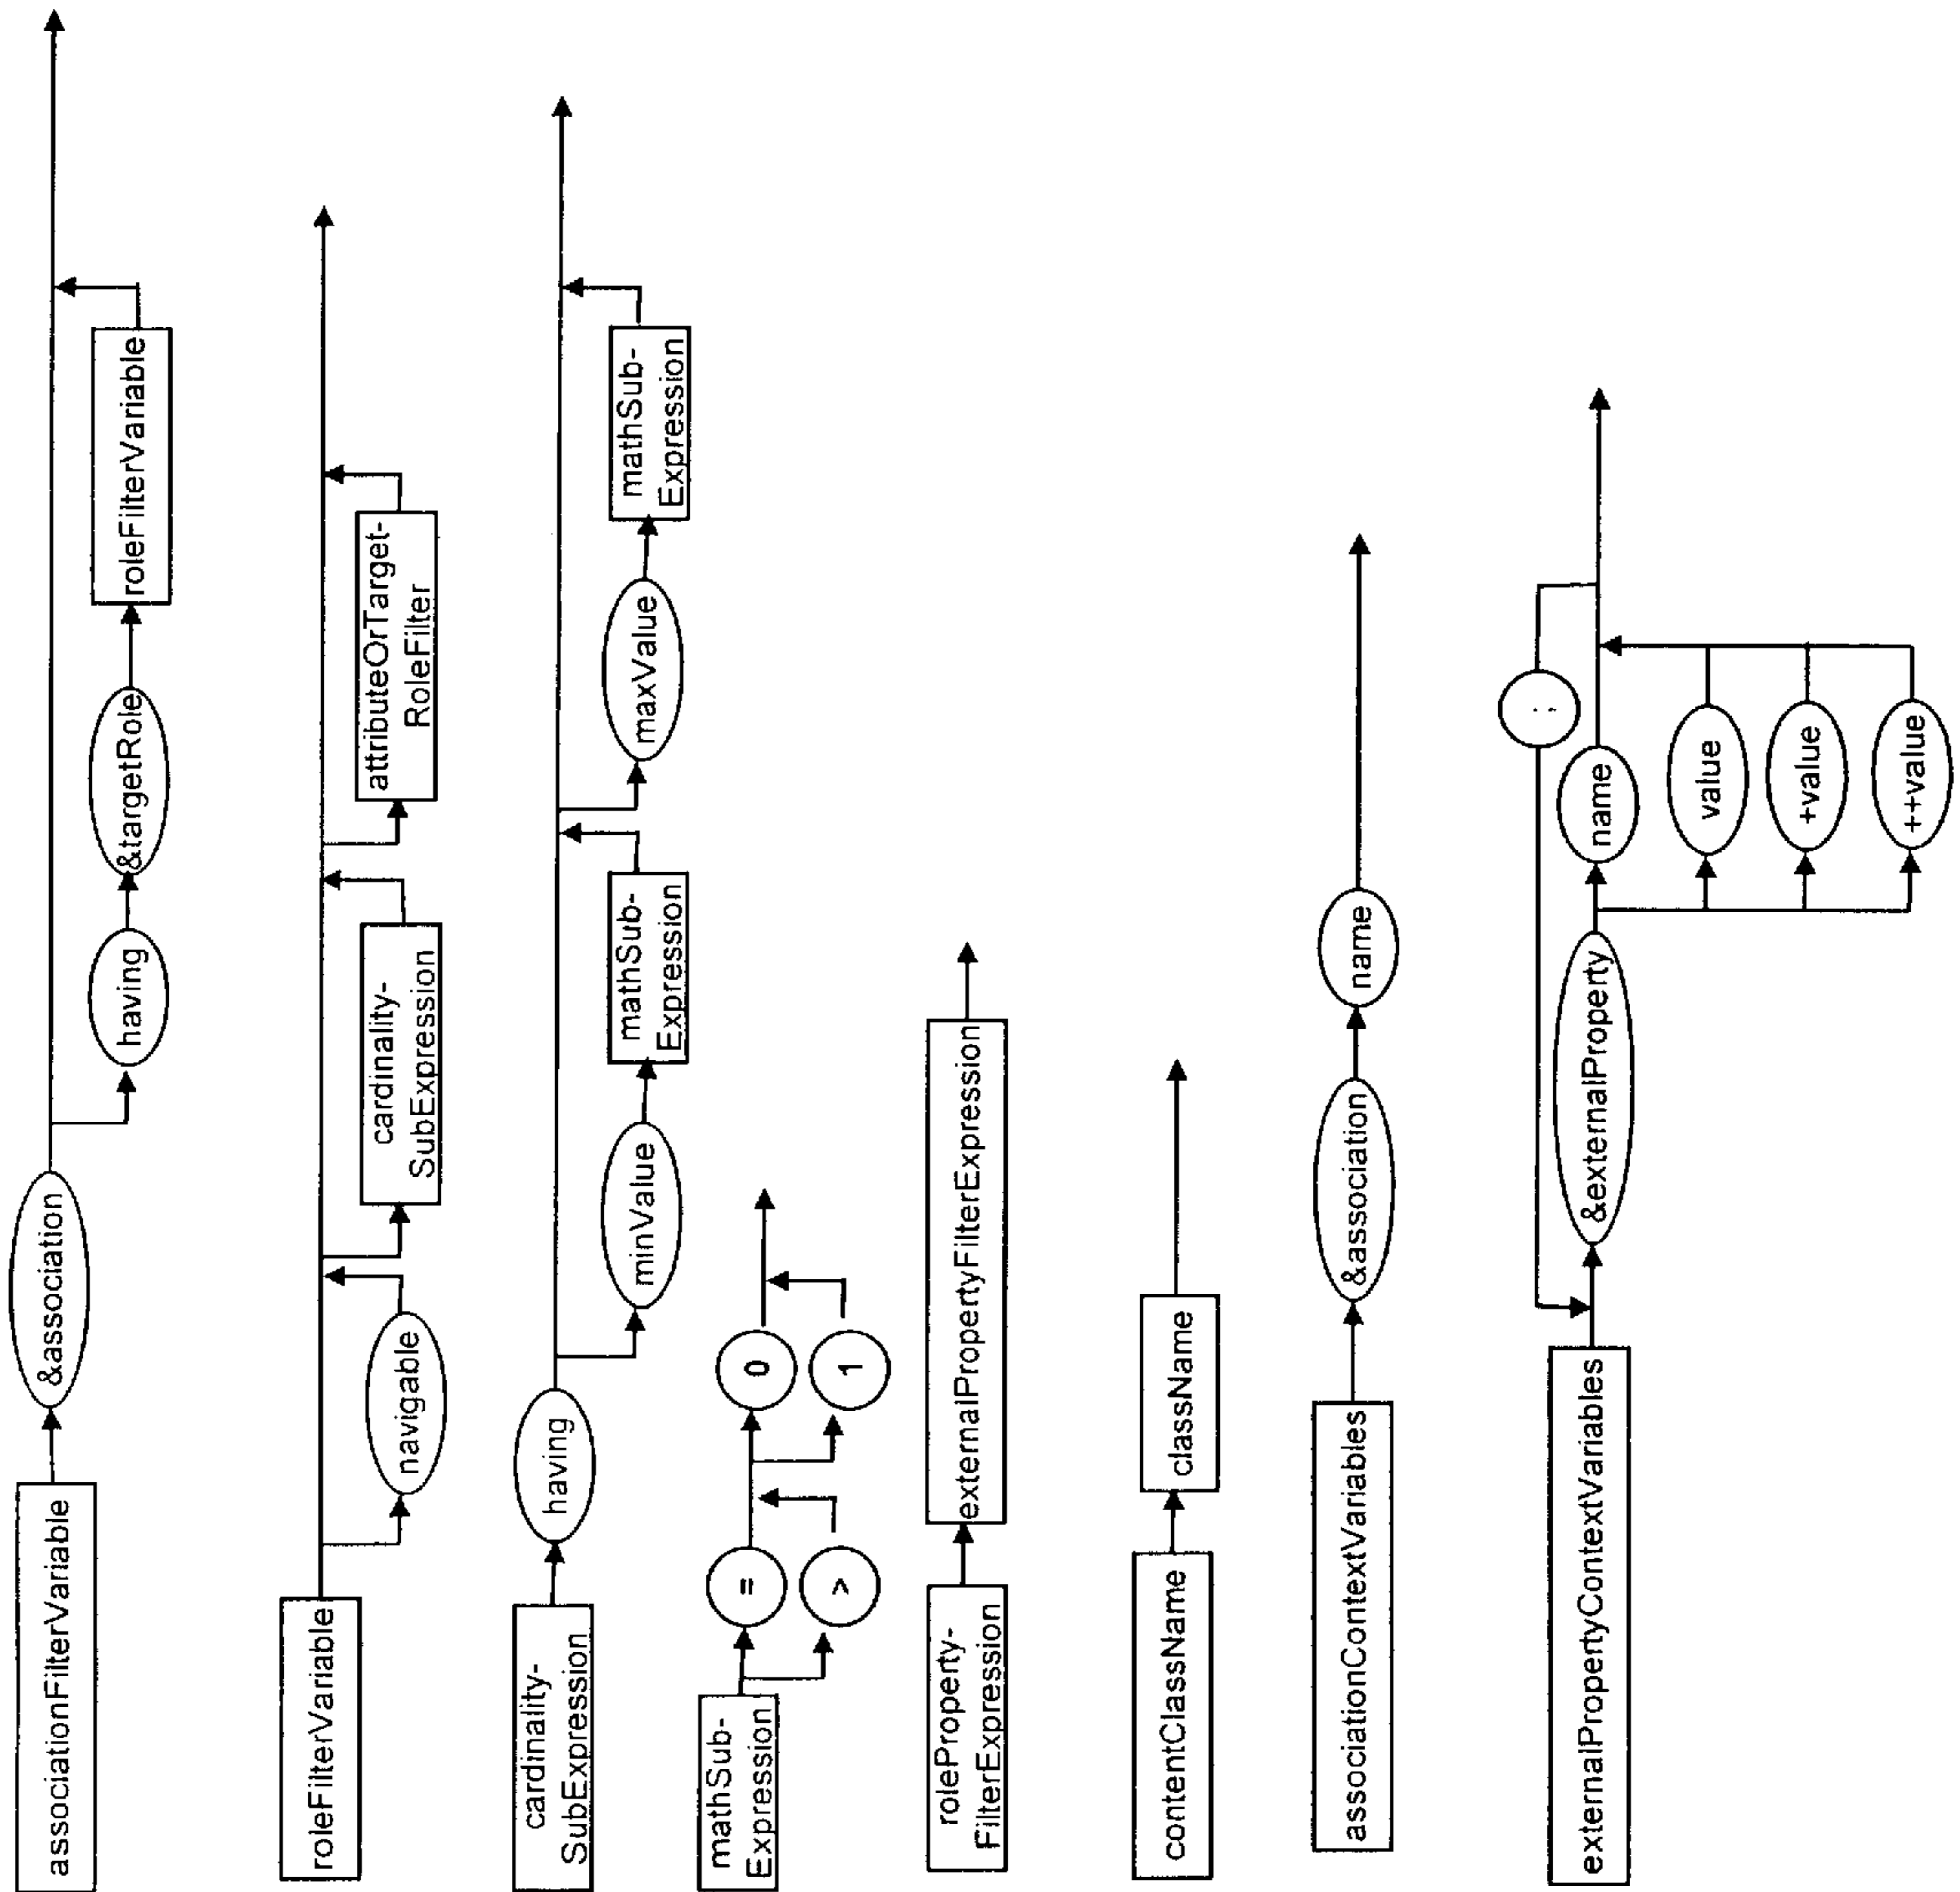 associationFilterVariable
&association
having
&targetRole
roleFilterVariable
roleFilterVariable
navigable
cardinality-
SubExpression
attributeOrTarget-
RoleFilter
cardinality-
SubExpression
having
minValue
mathSub-
Expression
maxValue
mathSub-
Expression
mathSub-
Expression
=
>
0
1
roleProperty-
FilterExpression
externalPropertyFilterExpression
contentClassName
className
associationContextVariables
&association
name
externalPropertyContextVariables
&externalProperty
name
value
+value
++value